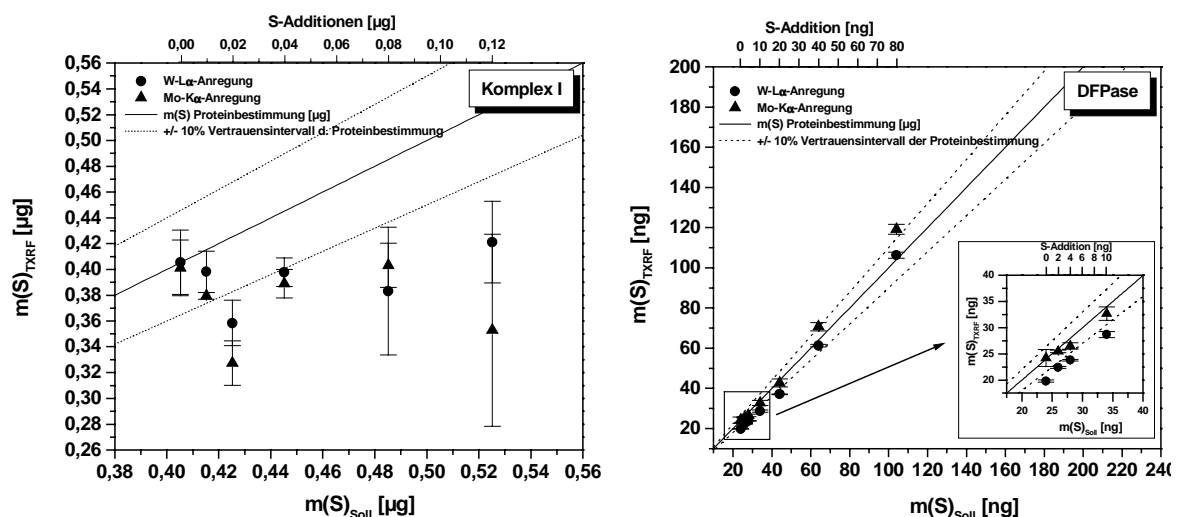 S-Additionen [µg]
0,00 0,02 0,04 0,08 0,12
0,56
0,54
0,52
0,50
0,48
0,46
0,44
0,42
0,40
0,38
0,36
0,34
0,32
0,30
0,28
0,26
W-Lα-Anregung
Mo-Kα-Anregung
m(S) Proteinbestimmung [µg]
+/- 10% Vertrauensintervall d. Proteinbestimmung
Komplex I
m(S)TXRF [µg]
0,38 0,40 0,42 0,44 0,46 0,48 0,50 0,52 0,54 0,56
m(S)Soll [µg]
S-Addition [ng]
0 10 20 30 40 50 60 70 80
200
180
160
140
120
100
80
60
40
20
W-Lα-Anregung
Mo-Kα-Anregung
m(S) Proteinbestimmung [µg]
+/- 10% Vertrauensintervall der Proteinbestimmung
DFPase
m(S)TXRF [ng]
20 40 60 80 100 120 140 160 180 200 220 240
m(S)Soll [ng]
S-Addition [ng]
0 2 4 10
40
35
30
25
20
m(S)TXRF [ng]
20 25 30 35 40
m(S)Soll [ng]